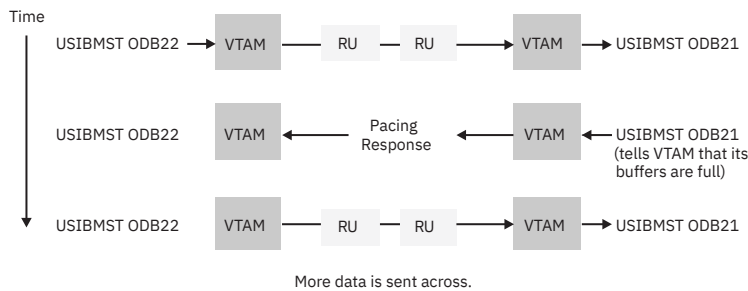 Time
USIBMST ODB22 VTAM RU RU VTAM USIBMST ODB21
USIBMST ODB22 VTAM Pacing Response VTAM USIBMST ODB21
(tells VTAM that its
buffers are full)
USIBMST ODB22 VTAM RU RU VTAM USIBMST ODB21
More data is sent across.